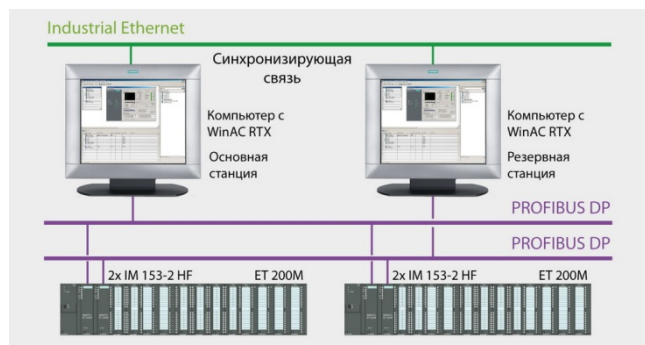 Industrial Ethernet
Синхронизирующая
связь
Компьютер с
WinAC RTX
Основная
станция
Компьютер с
WinAC RTX
Резервная
станция
PROFIBUS DP
PROFIBUS DP
2x IM 153-2 HF
ET 200M
2x IM 153-2 HF
ET 200M